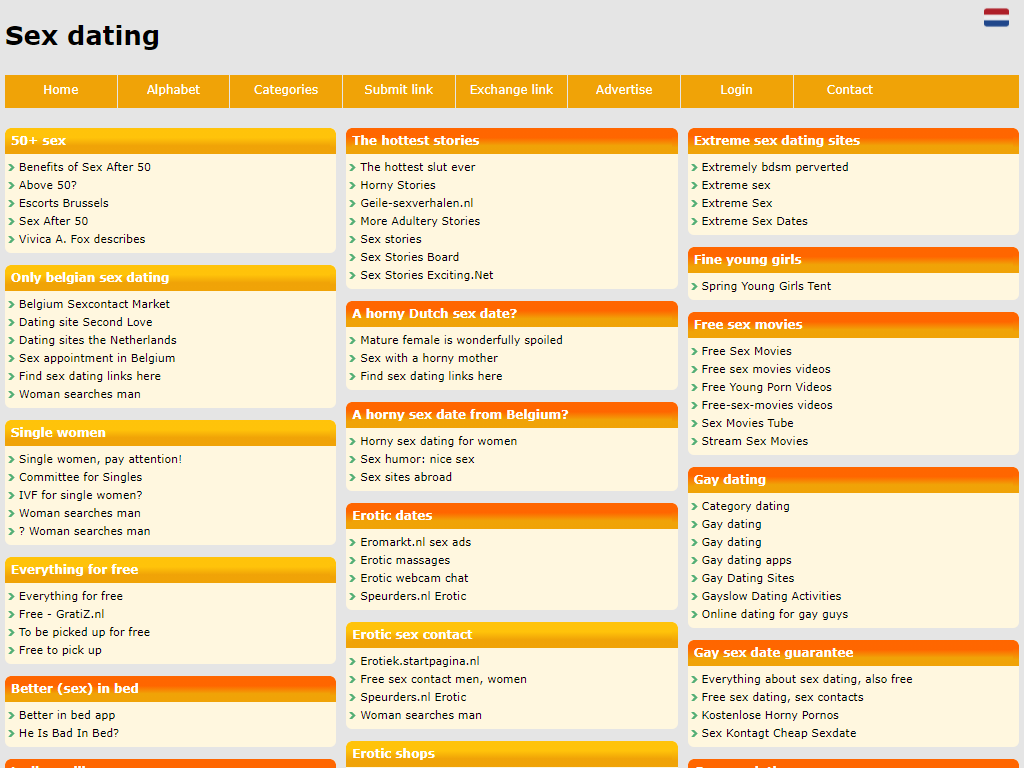 Sex dating
Home
Alphabet
Categories
Submit link
Exchange link
Advertise
Login
Contact
50+ sex
Benefits of Sex After 50
Above 50?
Escorts Brussels
Sex After 50
Vivica A. Fox describes
Only belgian sex dating
Belgium Sexcontact Market
Dating site Second Love
Dating sites the Netherlands
Sex appointment in Belgium
Find sex dating links here
Woman searches man
Single women
Single women, pay attention!
Committee for Singles
IVF for single women?
Woman searches man
? Woman searches man
Everything for free
Everything for free
Free - GratiZ.nl
To be picked up for free
Free to pick up
Better (sex) in bed
Better in bed app
He Is Bad In Bed?
The hottest stories
The hottest slut ever
Horny Stories
Geile-sexverhalen.nl
More Adultery Stories
Sex stories
Sex Stories Board
Sex Stories Exciting.Net
A horny Dutch sex date?
Mature female is wonderfully spoiled
Sex with a horny mother
Find sex dating links here
A horny sex date from Belgium?
Horny sex dating for women
Sex humor: nice sex
Sex sites abroad
Erotic dates
Eromarkt.nl sex ads
Erotic massages
Erotic webcam chat
Speurders.nl Erotic
Erotic sex contact
Erotiek.startpagina.nl
Free sex contact men, women
Speurders.nl Erotic
Woman searches man
Erotic shops
Extreme sex dating sites
Extremely bdsm perverted
Extreme sex
Extreme Sex
Extreme Sex Dates
Fine young girls
Spring Young Girls Tent
Free sex movies
Free Sex Movies
Free sex movies videos
Free Young Porn Videos
Free-sex-movies videos
Sex Movies Tube
Stream Sex Movies
Gay dating
Category dating
Gay dating
Gay dating
Gay dating apps
Gay Dating Sites
Gayslow Dating Activities
Online dating for gay guys
Gay sex date guarantee
Everything about sex dating, also free
Free sex dating, sex contacts
Kostenlose Horny Pornos
Sex Kontagt Cheap Sexdate